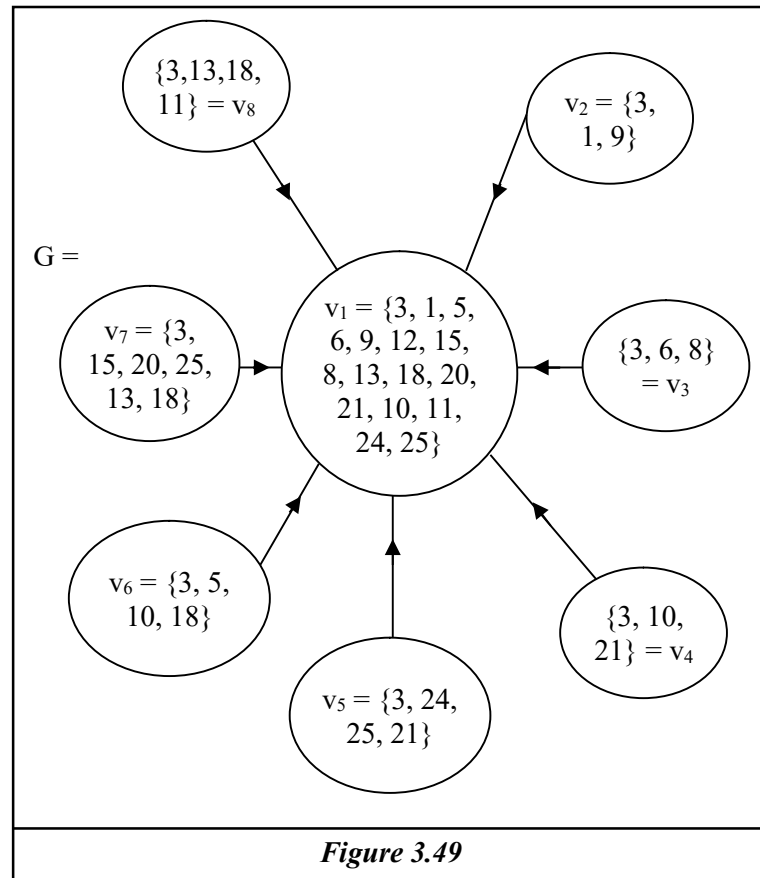 {3,13,18,
11} = v₈
v₂ = {3,
1, 9}
G =
v₇ = {3,
15, 20, 25,
13, 18}
v₁ = {3, 1, 5,
6, 9, 12, 15,
8, 13, 18, 20,
21, 10, 11,
24, 25}
{3, 6, 8}
= v₃
v₆ = {3, 5,
10, 18}
v₅ = {3, 24,
25, 21}
{3, 10,
21} = v₄
Figure 3.49